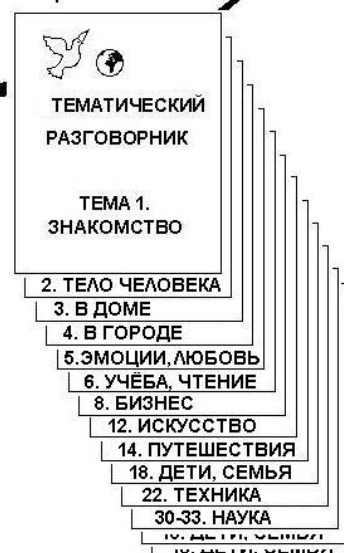 ТЕМАТИЧЕСКИЙ
РАЗГОВОРНИК
ТЕМА 1.
ЗНАКОМСТВО
2. ТЕЛО ЧЕЛОВЕКА
3. В ДОМЕ
4. В ГОРОДЕ
5.ЭМОЦИИ, ЛЮБОВЬ
6. УЧЁБА, ЧТЕНИЕ
8. БИЗНЕС
12. ИСКУССТВО
14. ПУТЕШЕСТВИЯ
18. ДЕТИ, СЕМЬЯ
22. ТЕХНИКА
30-33. НАУКА